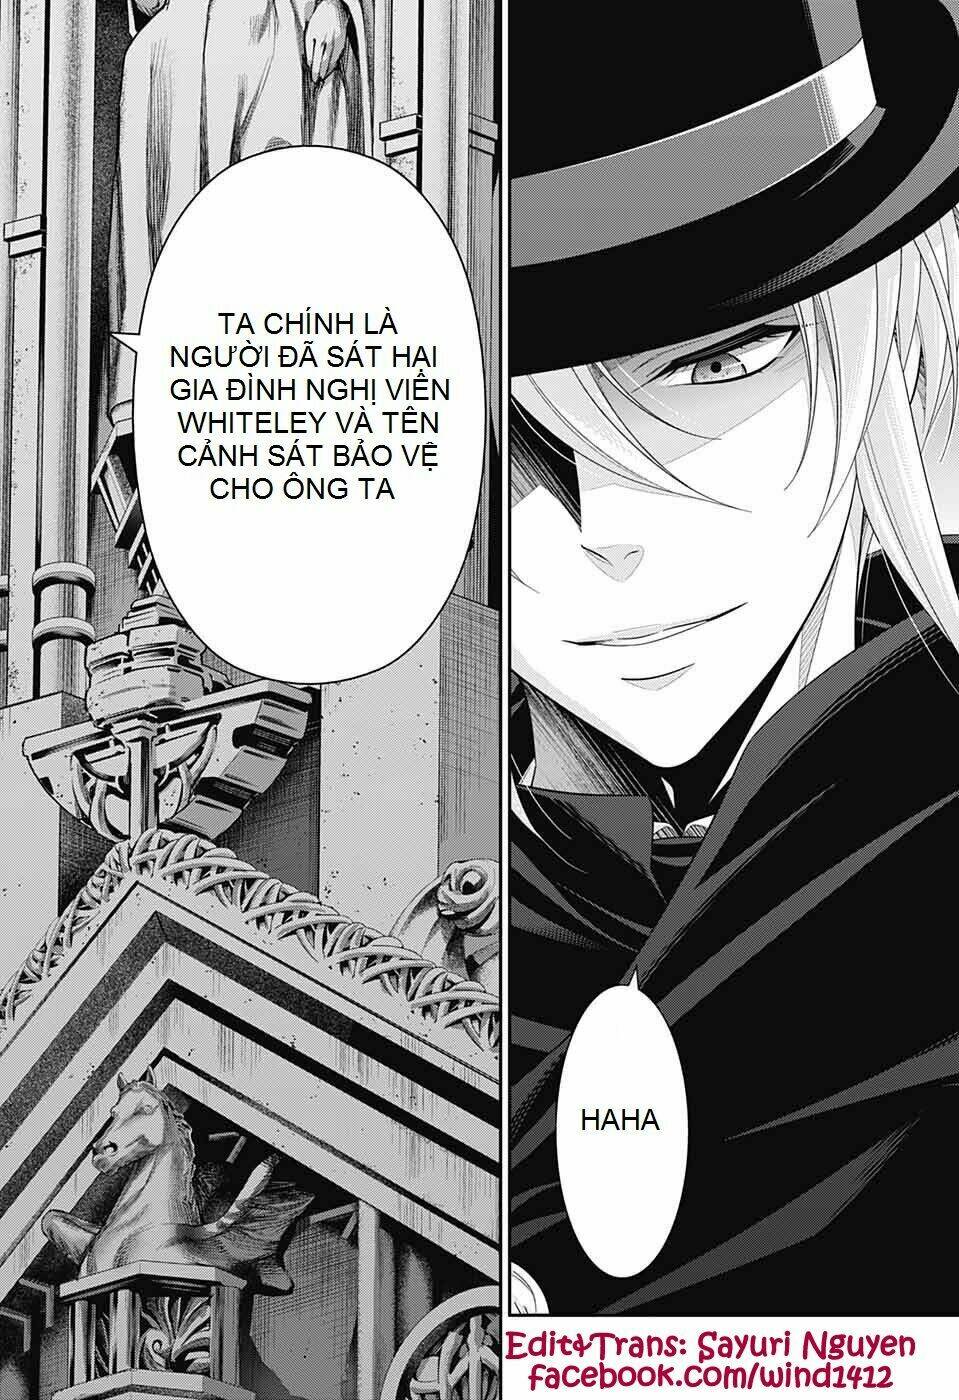 TA CHÍNH LÀ
NGƯỜI ĐÃ SÁT HẠI
GIA ĐÌNH NGHỊ VIÊN
WHITELEY VÀ TÊN
CẢNH SÁT BẢO VỆ
CHO ÔNG TA
HAHA
Edit&Trans: Sayuri Nguyen
facebook.com/wind1412